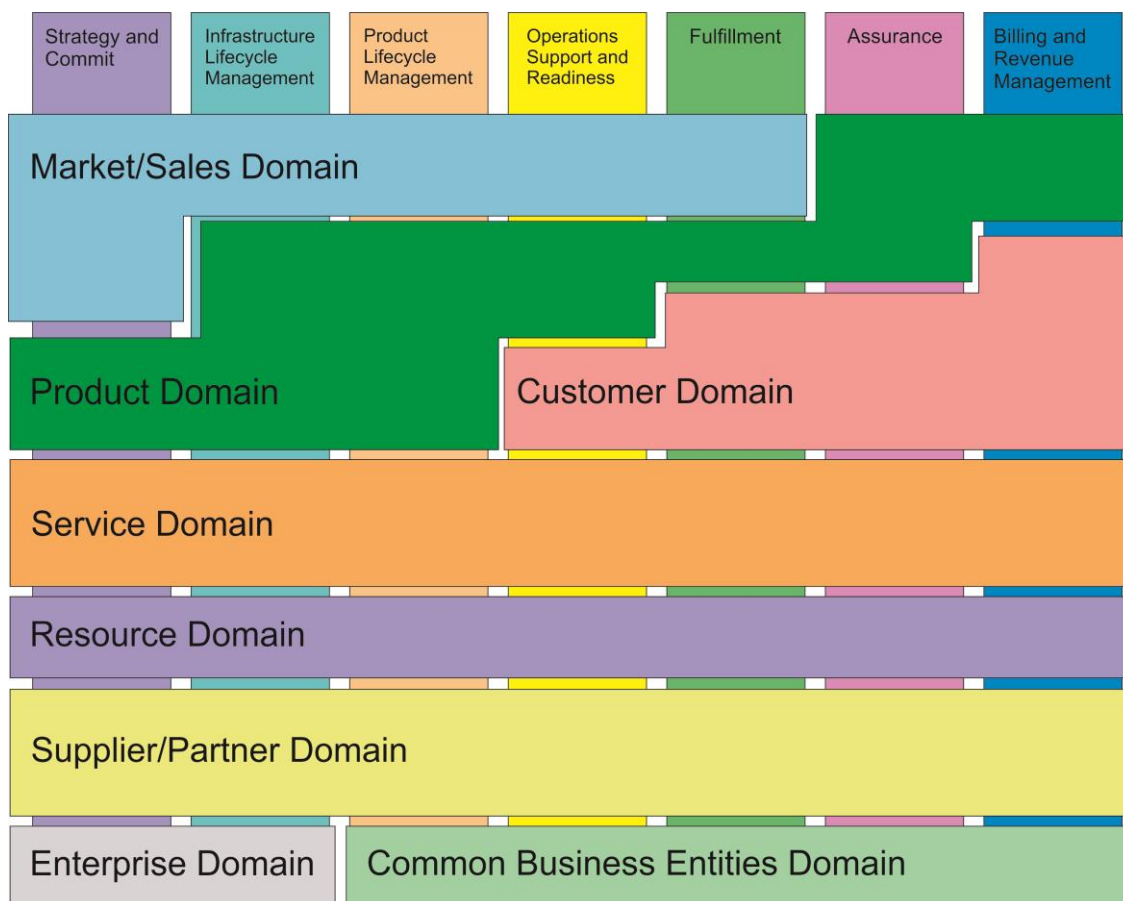 Strategy and
Commit
Infrastructure
Lifecycle
Management
Product
Lifecycle
Management
Operations
Support and
Readiness
Fulfillment
Assurance
Billing and
Revenue
Management
Market/Sales Domain
Product Domain
Customer Domain
Service Domain
Resource Domain
Supplier/Partner Domain
Enterprise Domain
Common Business Entities Domain